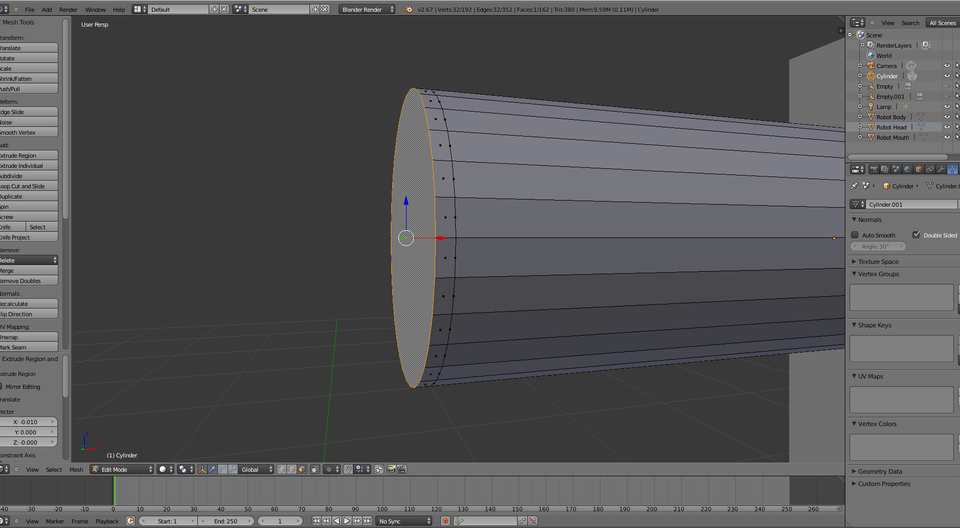 File Add Render Window Help Default Scene Blender Render v2.67 | Verts:32/192 | Edges:32/352 | Faces:1/162 | Tris:380 | Mem:9.59M (0.11M) | Cylinder
Mesh Tools
User Persp
View Search All Scenes
Transform:
Translate
Rotate
Scale
Shrink/Fatten
Push/Pull
Deform:
Edge Slide
Noise
Smooth Vertex
Add:
Extrude Region
Extrude Individual
Subdivide
Loop Cut and Slide
Duplicate
Spin
Screw
Knife Select
Knife Project
Remove:
Delete
Merge
Remove Doubles
Normals:
Recalculate
Flip Direction
UV Mapping:
Unwrap
Mark Seam
Extrude Region and
Extrude Region
Mirror Editing
Translate
Vector
X: -0.010
Y: 0.000
Z: -0.000
Constraint Axis
(1) Cylinder
Scene
RenderLayers |
World
Camera |
Cylinder |
Empty |
Empty.001 |
Lamp |
Robot Body |
Robot Head |
Robot Mouth |
Cylinder Cylinder.
Cylinder.001
Normals
Auto Smooth Double Sided
Angle: 30°
Texture Space
Vertex Groups
Shape Keys
UV Maps
Vertex Colors
Geometry Data
Custom Properties
View Select Mesh Edit Mode Global
-40 -30 -20 -10 0 10 20 30 40 50 60 70 80 90 100 110 120 130 140 150 160 170 180 190 200 210 220 230 240 250 260
View Marker Frame Playback Start: 1 End: 250 1 No Sync